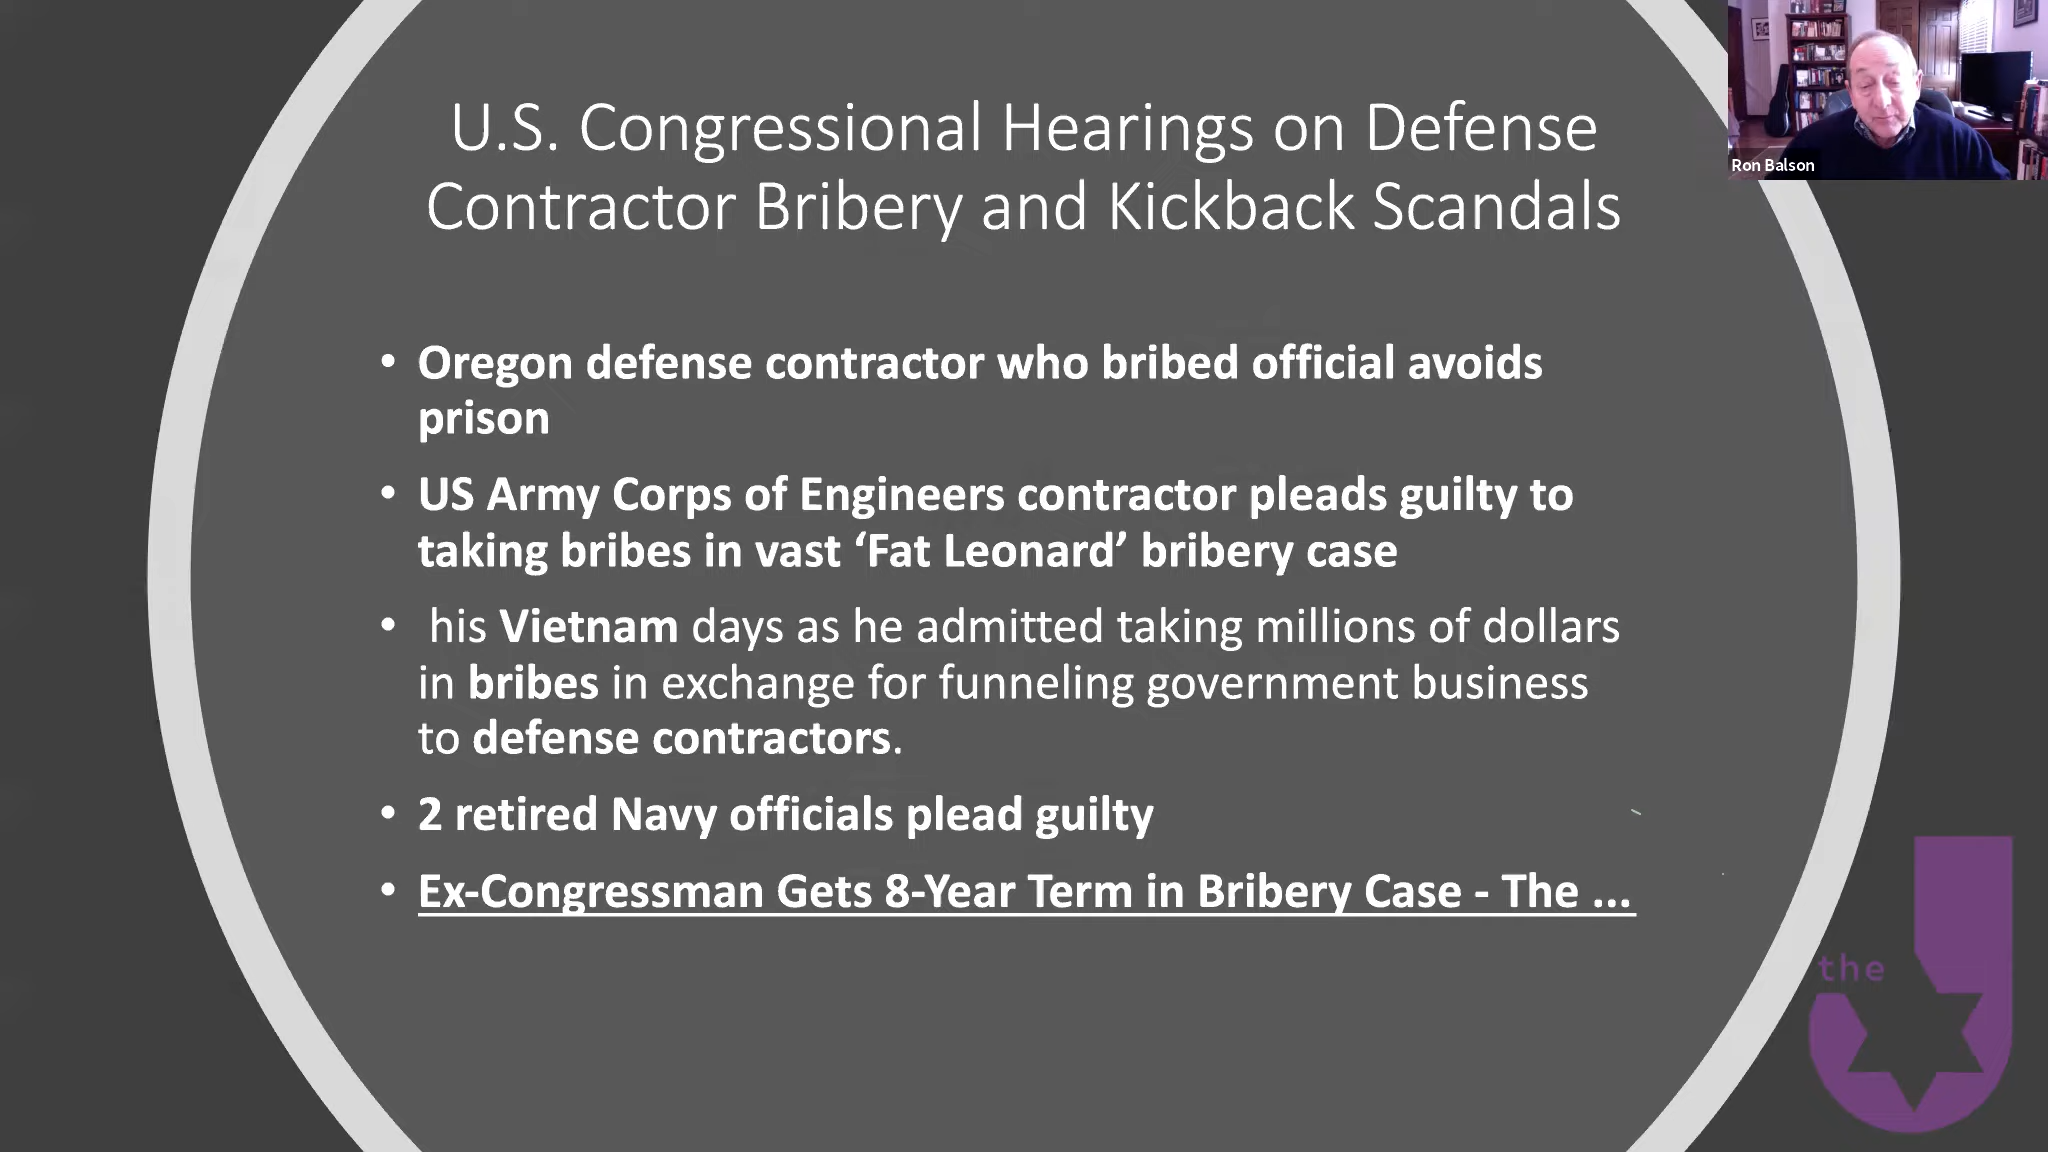 U.S. Congressional Hearings on Defense
Contractor Bribery and Kickback Scandals
Ron Balson
• Oregon defense contractor who bribed official avoids
prison
• US Army Corps of Engineers contractor pleads guilty to
taking bribes in vast ‘Fat Leonard’ bribery case
• his Vietnam days as he admitted taking millions of dollars
in bribes in exchange for funneling government business
to defense contractors.
• 2 retired Navy officials plead guilty
• Ex-Congressman Gets 8-Year Term in Bribery Case - The ...
the J